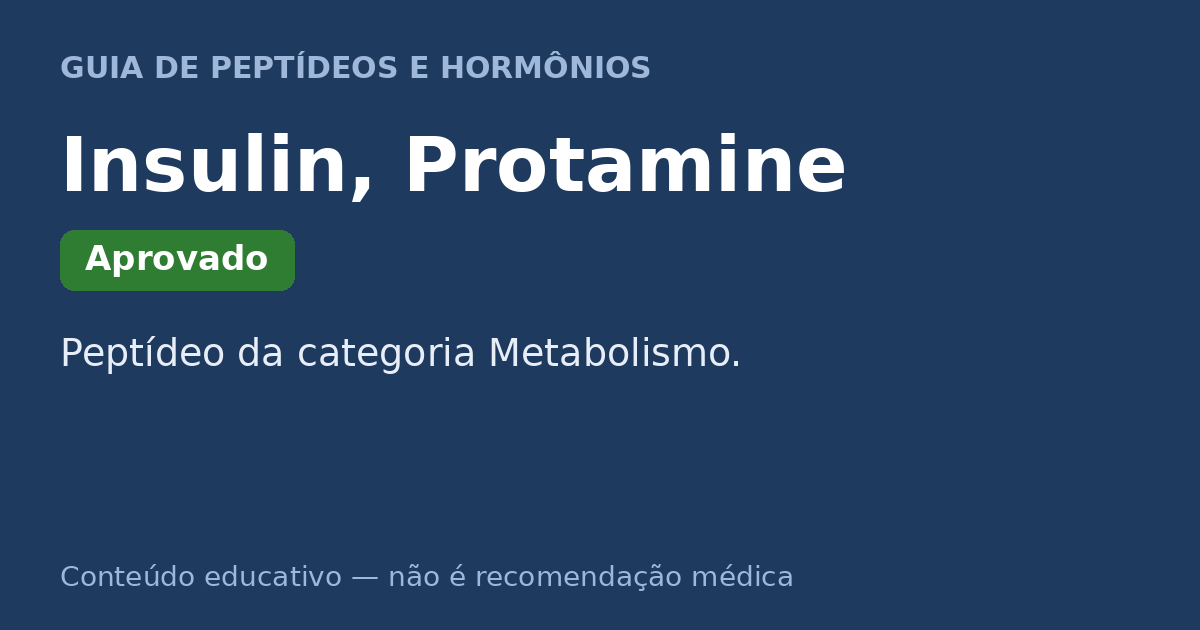 GUIA DE PEPTÍDEOS E HORMÔNIOS
Insulin, Protamine
Aprovado
Peptídeo da categoria Metabolismo.
Conteúdo educativo — não é recomendação médica